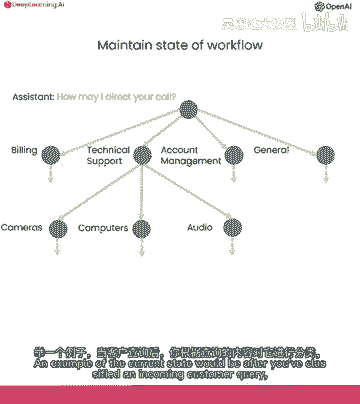 DeepLearning.AI
OpenAI
Maintain state of workflow
Assistant: How may I direct your call?
Billing
Technical Support
Account Management
General
Cameras
Computers
Audio
举一个例子，当客户查询后，你根据查询的内容对它进行分类，
An example of the current state would be after you've clas
sified an incoming customer query,